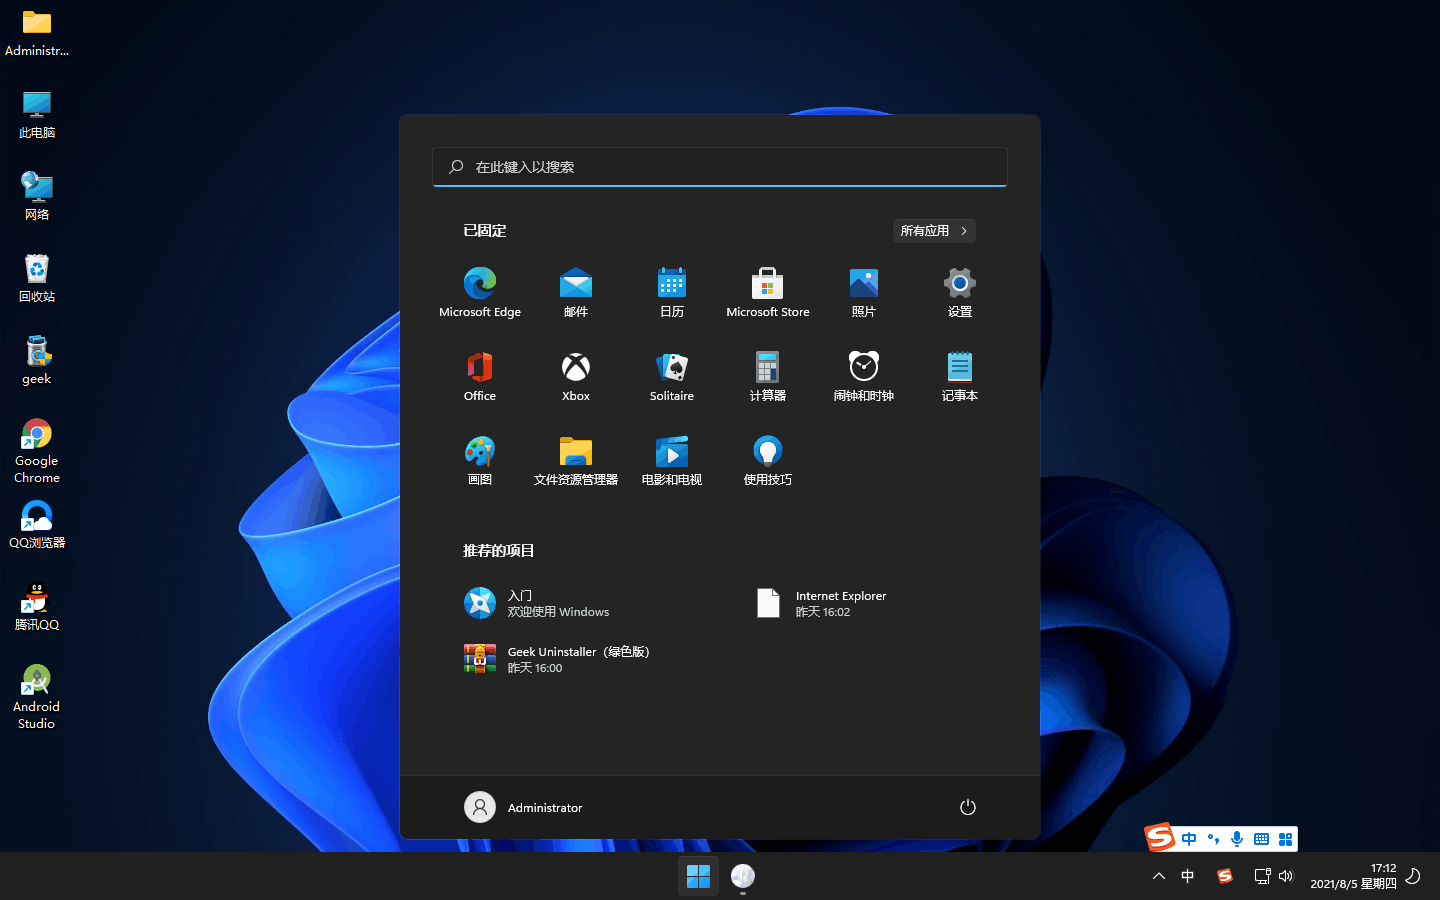 Administr...
此电脑
网络
回收站
geek
Google
Chrome
QQ浏览器
腾讯QQ
Android
Studio
在此键入以搜索
已固定
所有应用
Microsoft Edge
邮件
日历
Microsoft Store
照片
设置
Office
Xbox
Solitaire
计算器
闹钟和时钟
记事本
画图
文件资源管理器
电影和电视
使用技巧
推荐的项目
入门
欢迎使用 Windows
Internet Explorer
昨天 16:02
Geek Uninstaller（绿色版）
昨天 16:00
Administrator
中
中
17:12
2021/8/5 星期四